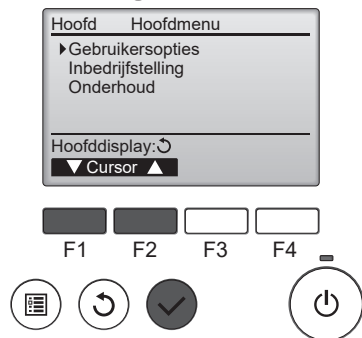 Hoofd Hoofdmenu
Gebruikersopties
Inbedrijfstelling
Onderhoud
Hoofddisplay:
Cursor
F1 F2 F3 F4